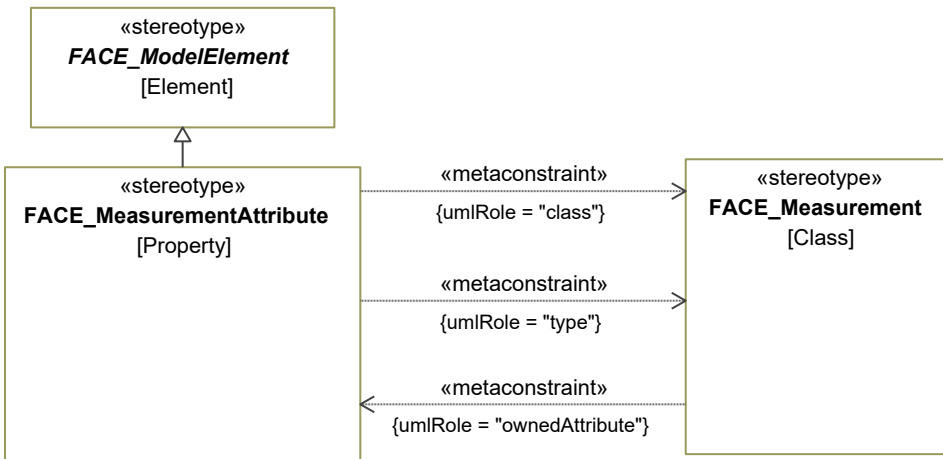 «stereotype»
FACE_ModelElement
[Element]
«stereotype»
FACE_MeasurementAttribute
[Property]
«metaconstraint»
{umlRole = "class"}
«metaconstraint»
{umlRole = "type"}
«metaconstraint»
{umlRole = "ownedAttribute"}
«stereotype»
FACE_Measurement
[Class]